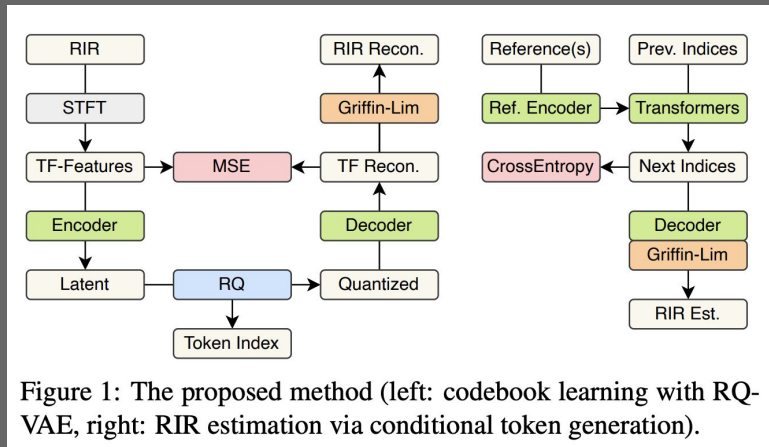 RIR
RIR Recon.
Reference(s)
Prev. Indices
STFT
Griffin-Lim
Ref. Encoder
Transformers
TF-Features
MSE
TF Recon.
CrossEntropy
Next Indices
Encoder
Decoder
Decoder
Griffin-Lim
Latent
RQ
Quantized
RIR Est.
Token Index
Figure 1: The proposed method (left: codebook learning with RQ-
VAE, right: RIR estimation via conditional token generation).